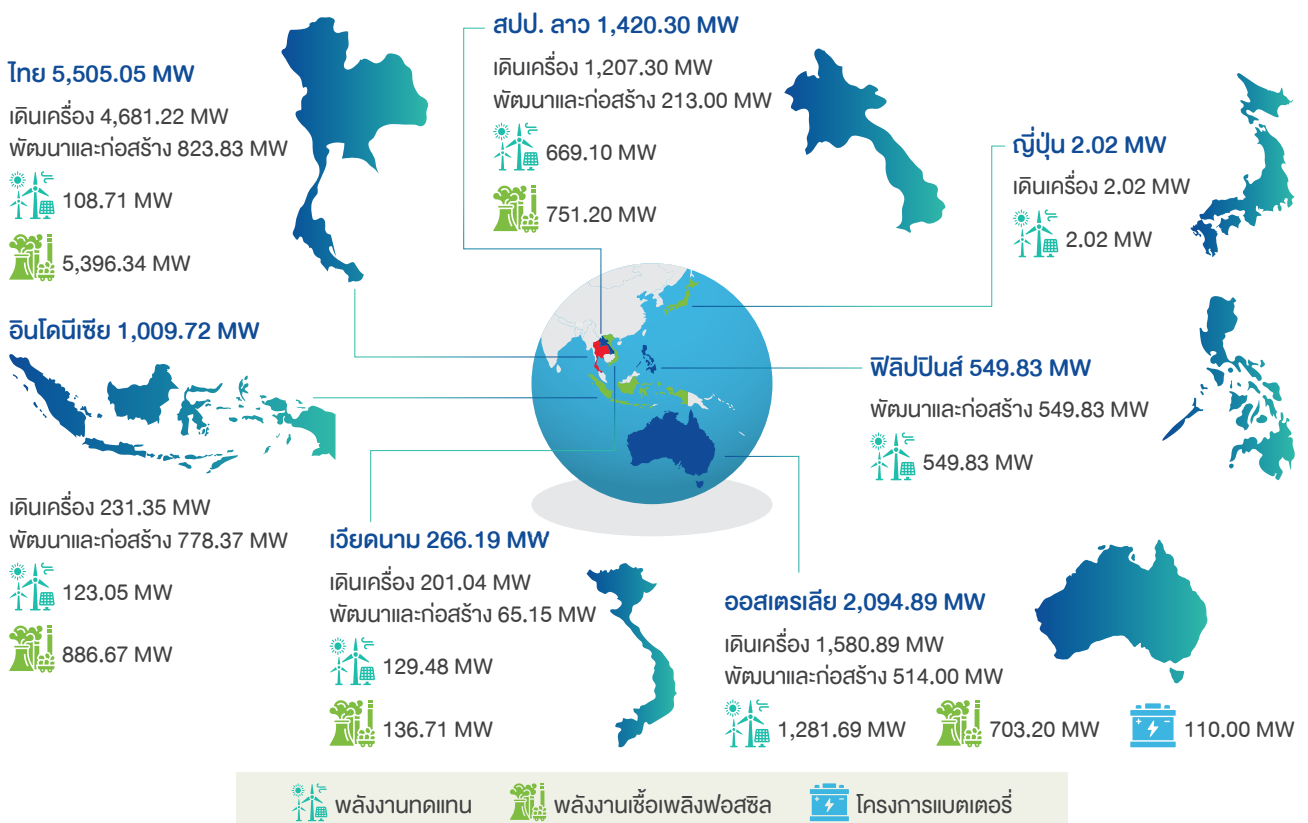 ไทย 5,505.05 MW
เดินเครื่อง 4,681.22 MW
พัฒนาและก่อสร้าง 823.83 MW
108.71 MW
5,396.34 MW
สปป. ลาว 1,420.30 MW
เดินเครื่อง 1,207.30 MW
พัฒนาและก่อสร้าง 213.00 MW
669.10 MW
751.20 MW
ญี่ปุ่น 2.02 MW
เดินเครื่อง 2.02 MW
2.02 MW
อินโดนีเซีย 1,009.72 MW
เดินเครื่อง 231.35 MW
พัฒนาและก่อสร้าง 778.37 MW
123.05 MW
886.67 MW
ฟิลิปปินส์ 549.83 MW
พัฒนาและก่อสร้าง 549.83 MW
549.83 MW
เวียดนาม 266.19 MW
เดินเครื่อง 201.04 MW
พัฒนาและก่อสร้าง 65.15 MW
129.48 MW
136.71 MW
ออสเตรเลีย 2,094.89 MW
เดินเครื่อง 1,580.89 MW
พัฒนาและก่อสร้าง 514.00 MW
1,281.69 MW 703.20 MW 110.00 MW
พลังงานทดแทน พลังงานเชื้อเพลิงฟอสซิล โครงการแบตเตอรี่